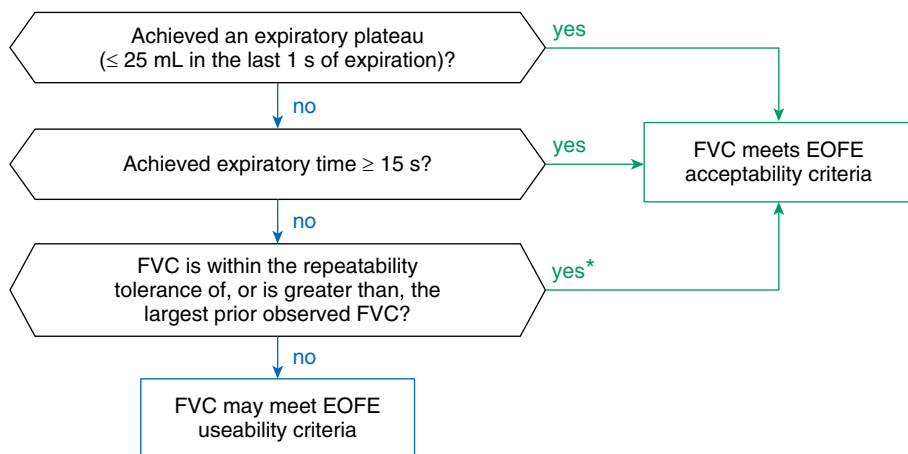 Achieved an expiratory plateau
(≤ 25 mL in the last 1 s of expiration)?
yes
no
Achieved expiratory time ≥ 15 s?
yes
FVC meets EOFE
acceptability criteria
no
FVC is within the repeatability
tolerance of, or is greater than, the
largest prior observed FVC?
yes*
no
FVC may meet EOFE
useability criteria